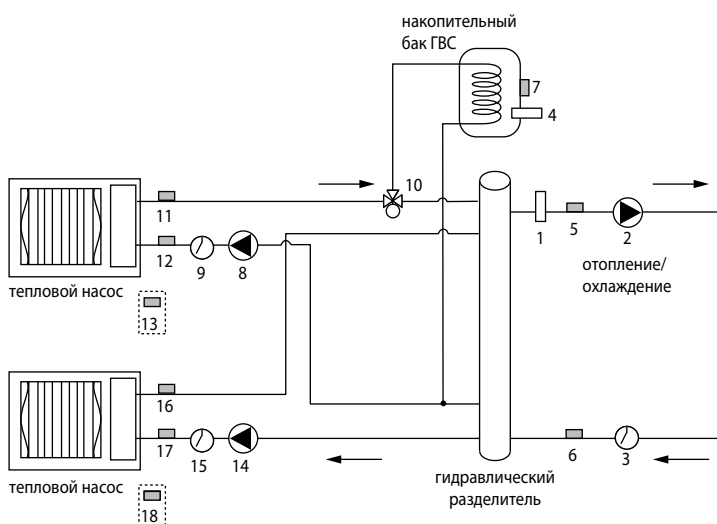 накопительный
бак ГВС
7
4
10
11
1
5
2
12
9
8
отопление/
охлаждение
тепловой насос
13
16
17
15
14
6
3
гидравлический
разделитель
тепловой насос
18